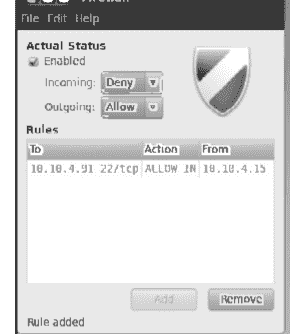 File Edit Help
Actual Status
Enabled
Incoming: Deny
Outgoing: Allow
Rules
To Action From
10.10.4.91 22/tcp ALLOW IN 10.10.4.15
Add Remove
Rule added